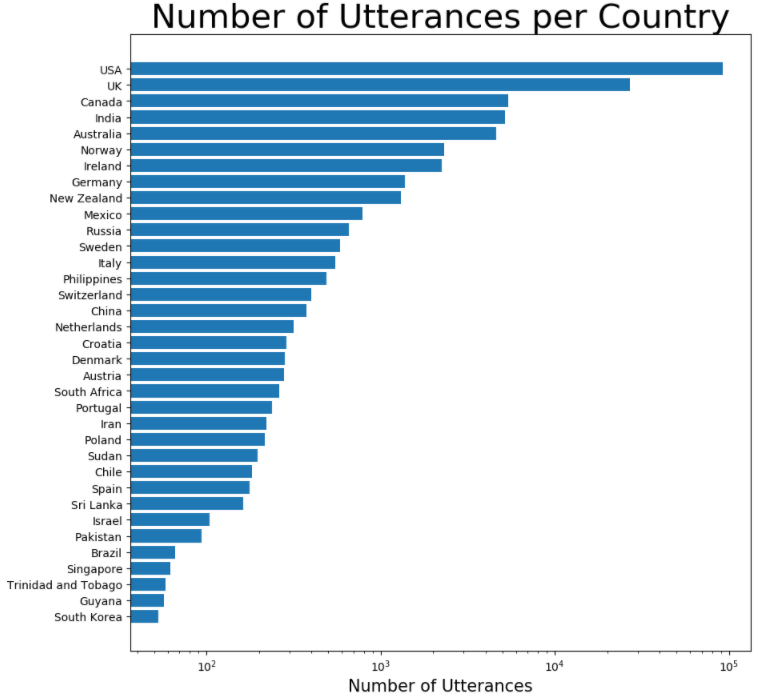 Number of Utterances per Country
USA
UK
Canada
India
Australia
Norway
Ireland
Germany
New Zealand
Mexico
Russia
Sweden
Italy
Philippines
Switzerland
China
Netherlands
Croatia
Denmark
Austria
South Africa
Portugal
Iran
Poland
Sudan
Chile
Spain
Sri Lanka
Israel
Pakistan
Brazil
Singapore
Trinidad and Tobago
Guyana
South Korea
10² 10³ 10⁴ 10⁵
Number of Utterances